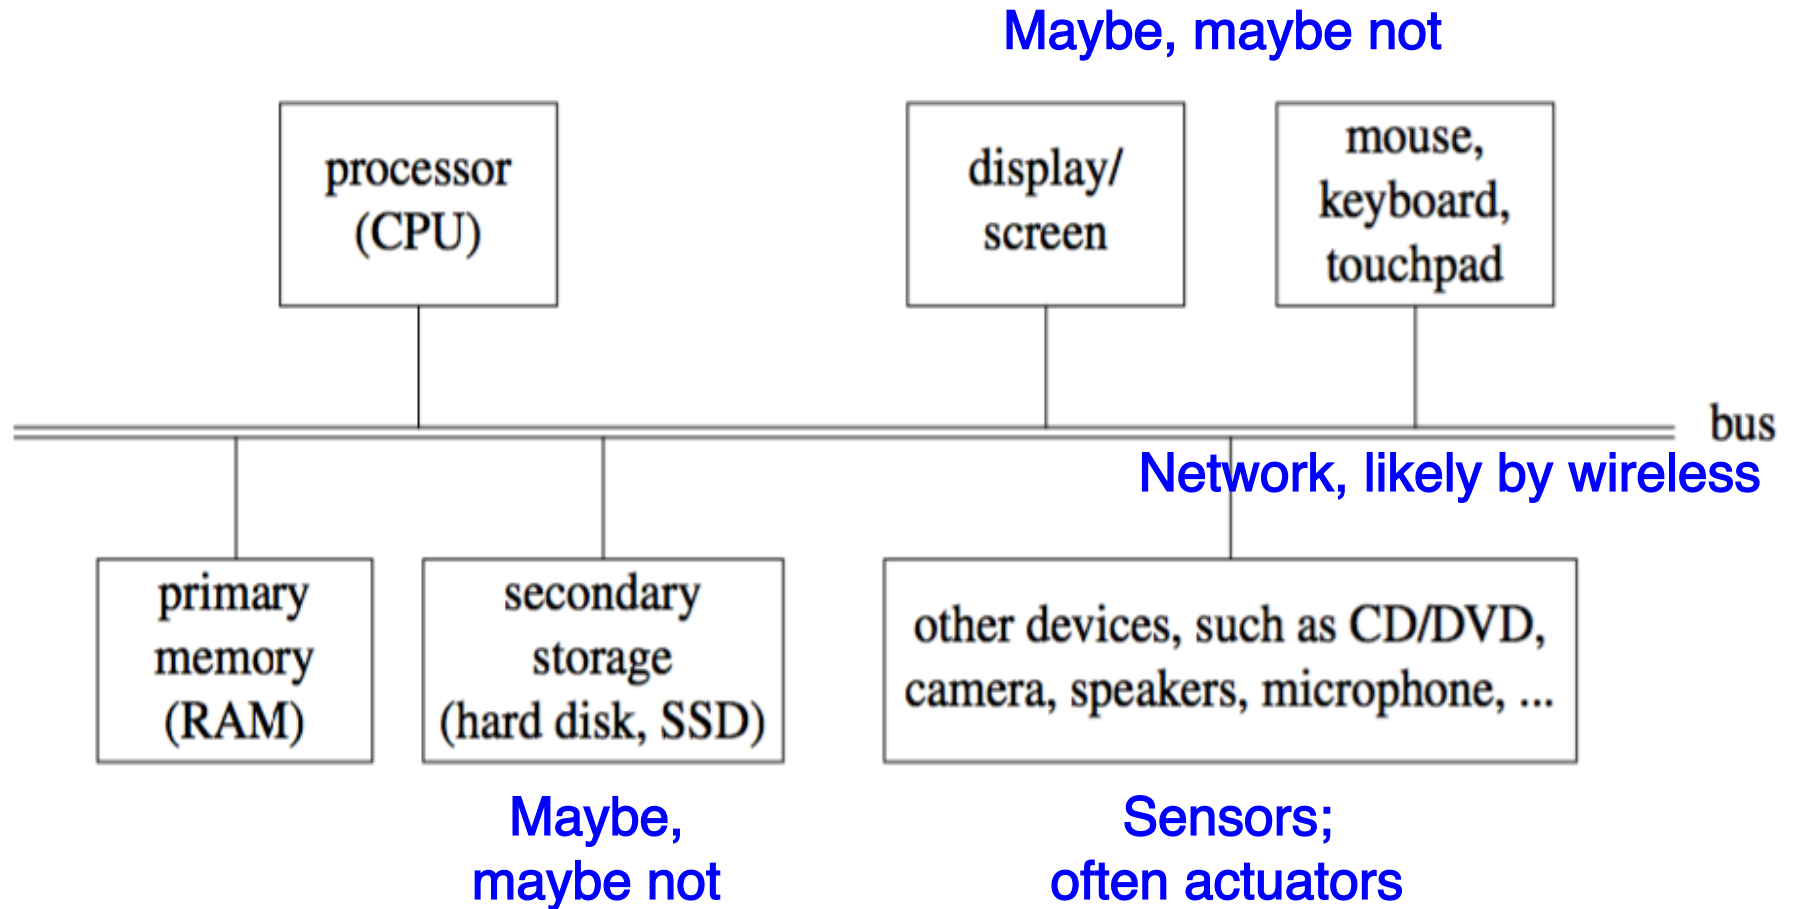 Maybe, maybe not
processor
(CPU)
display/
screen
mouse,
keyboard,
touchpad
bus
Network, likely by wireless
primary
memory
(RAM)
secondary
storage
(hard disk, SSD)
other devices, such as CD/DVD,
camera, speakers, microphone, ...
Maybe,
maybe not
Sensors;
often actuators